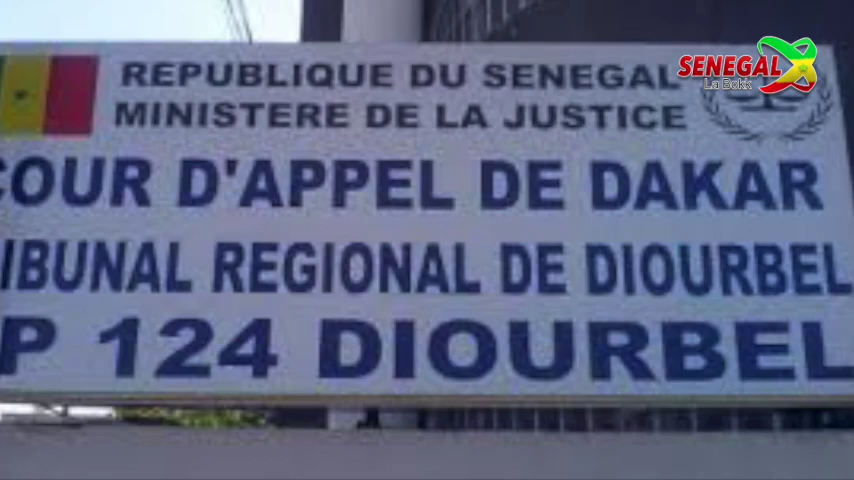 REPUBLIQUE DU SENEGAL
MINISTERE DE LA JUSTICE
COUR D'APPEL DE DAKAR
IBUNAL REGIONAL DE DIOURBEL
P 124 DIOURBEL
SENEGAL
La Bokk